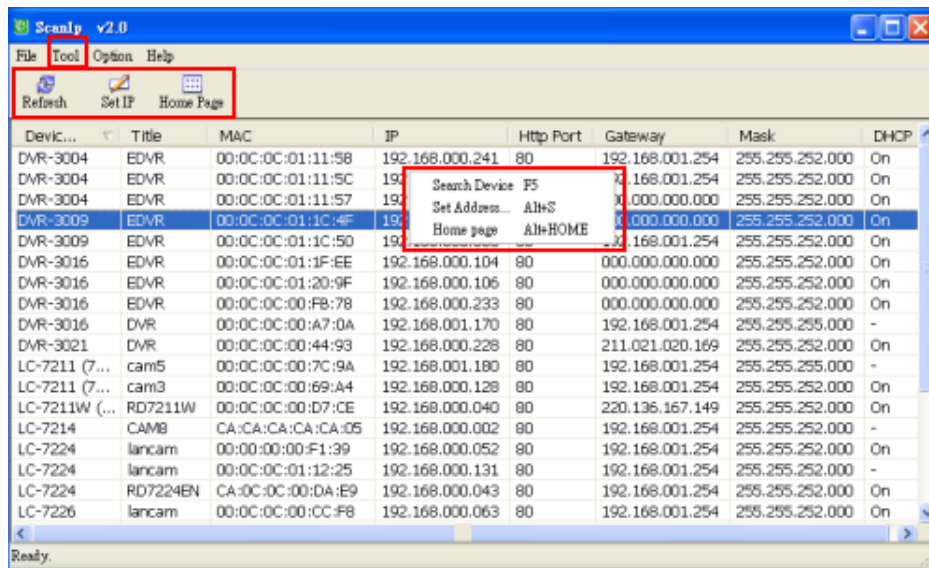 ScanIp v2.0
File Tool Option Help
Refresh Set IP Home Page
Devic... Title MAC IP Http Port Gateway Mask DHCP
DVR-3004 EDVR 00:0C:0C:01:11:58 192.168.000.241 80 192.168.001.254 255.255.252.000 On
DVR-3004 EDVR 00:0C:0C:01:11:5C 192 192.168.001.254 255.255.252.000 On
DVR-3004 EDVR 00:0C:0C:01:11:57 192 .000.000.000 255.255.252.000 On
DVR-3009 EDVR 00:0C:0C:01:1C:4F 192 .000.000.000 255.255.252.000 On
DVR-3009 EDVR 00:0C:0C:01:1C:50 192.168.001.254 255.255.252.000 On
Search Device F5
Set Address... Alt+S
Home page Alt+HOME
DVR-3016 EDVR 00:0C:0C:01:1F:EE 192.168.000.104 80 000.000.000.000 255.255.252.000 On
DVR-3016 EDVR 00:0C:0C:01:20:9F 192.168.000.106 80 000.000.000.000 255.255.252.000 On
DVR-3016 EDVR 00:0C:0C:00:FB:78 192.168.000.233 80 000.000.000.000 255.255.252.000 On
DVR-3016 DVR 00:0C:0C:00:A7:0A 192.168.001.170 80 192.168.001.254 255.255.255.000 -
DVR-3021 DVR 00:0C:0C:00:44:93 192.168.000.228 80 211.021.020.169 255.255.252.000 On
LC-7211 (7... cam5 00:0C:0C:00:7C:9A 192.168.001.180 80 192.168.001.254 255.255.255.000 -
LC-7211 (7... cam3 00:0C:0C:00:69:A4 192.168.000.128 80 192.168.001.254 255.255.252.000 On
LC-7211W (... RD7211W 00:0C:0C:00:D7:CE 192.168.000.040 80 220.136.167.149 255.255.252.000 On
LC-7214 CAM8 CA:CA:CA:CA:CA:05 192.168.000.002 80 192.168.001.254 255.255.252.000 -
LC-7224 lancam 00:00:00:00:F1:39 192.168.000.052 80 192.168.001.254 255.255.252.000 On
LC-7224 lancam 00:0C:0C:01:12:25 192.168.000.131 80 192.168.001.254 255.255.252.000 -
LC-7224 RD7224EN CA:0C:0C:00:DA:E9 192.168.000.043 80 192.168.001.254 255.255.252.000 On
LC-7226 lancam 00:0C:0C:00:CC:F8 192.168.000.063 80 192.168.001.254 255.255.252.000 On
Ready.